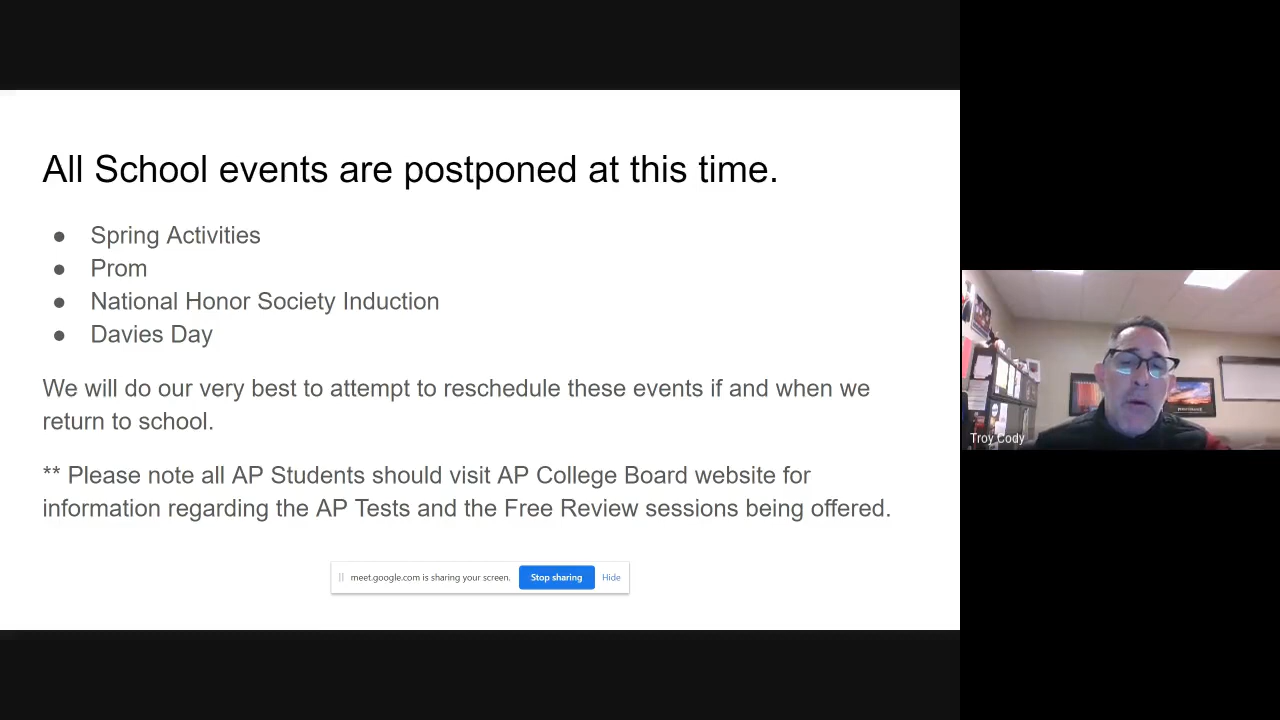 All School events are postponed at this time.
● Spring Activities
● Prom
● National Honor Society Induction
● Davies Day
We will do our very best to attempt to reschedule these events if and when we
return to school.
** Please note all AP Students should visit AP College Board website for
information regarding the AP Tests and the Free Review sessions being offered.
meet.google.com is sharing your screen. Stop sharing Hide
Troy Cody